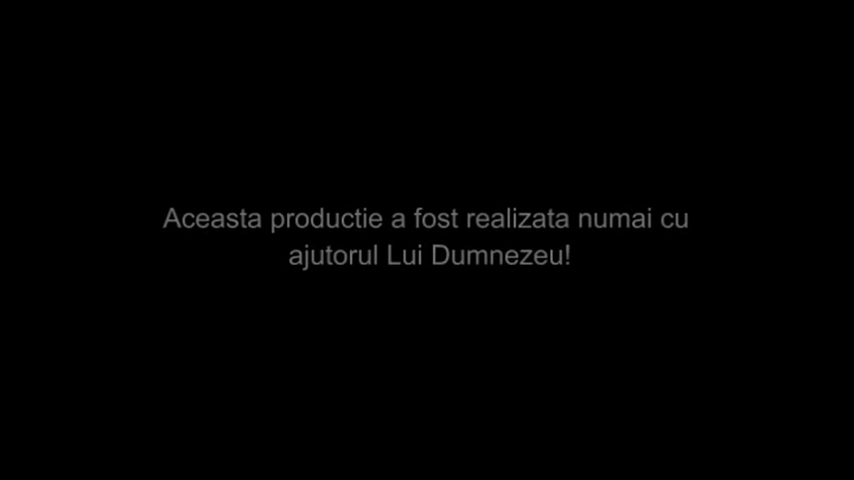 Aceasta productie a fost realizata numai cu
ajutorul Lui Dumnezeu!